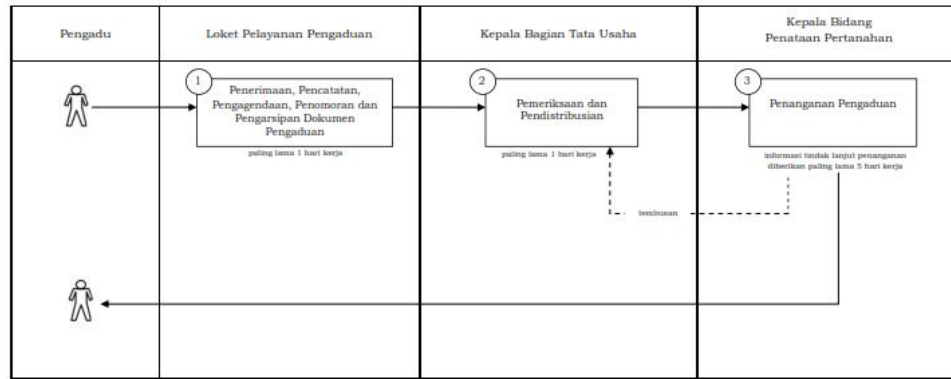 Pengadu
Loket Pelayanan Pengaduan
Kepala Bagian Tata Usaha
Kepala Bidang
Penataan Pertanahan
1
Penerimaan, Pencatatan,
Pengagendaan, Penomoran dan
Pengarsipan Dokumen
Pengaduan
paling lama 1 hari kerja
2
Pemeriksaan dan
Pendistribusian
paling lama 1 hari kerja
3
Penanganan Pengaduan
informasi tindak lanjut penanganan
diberikan paling lama 5 hari kerja
tembusan